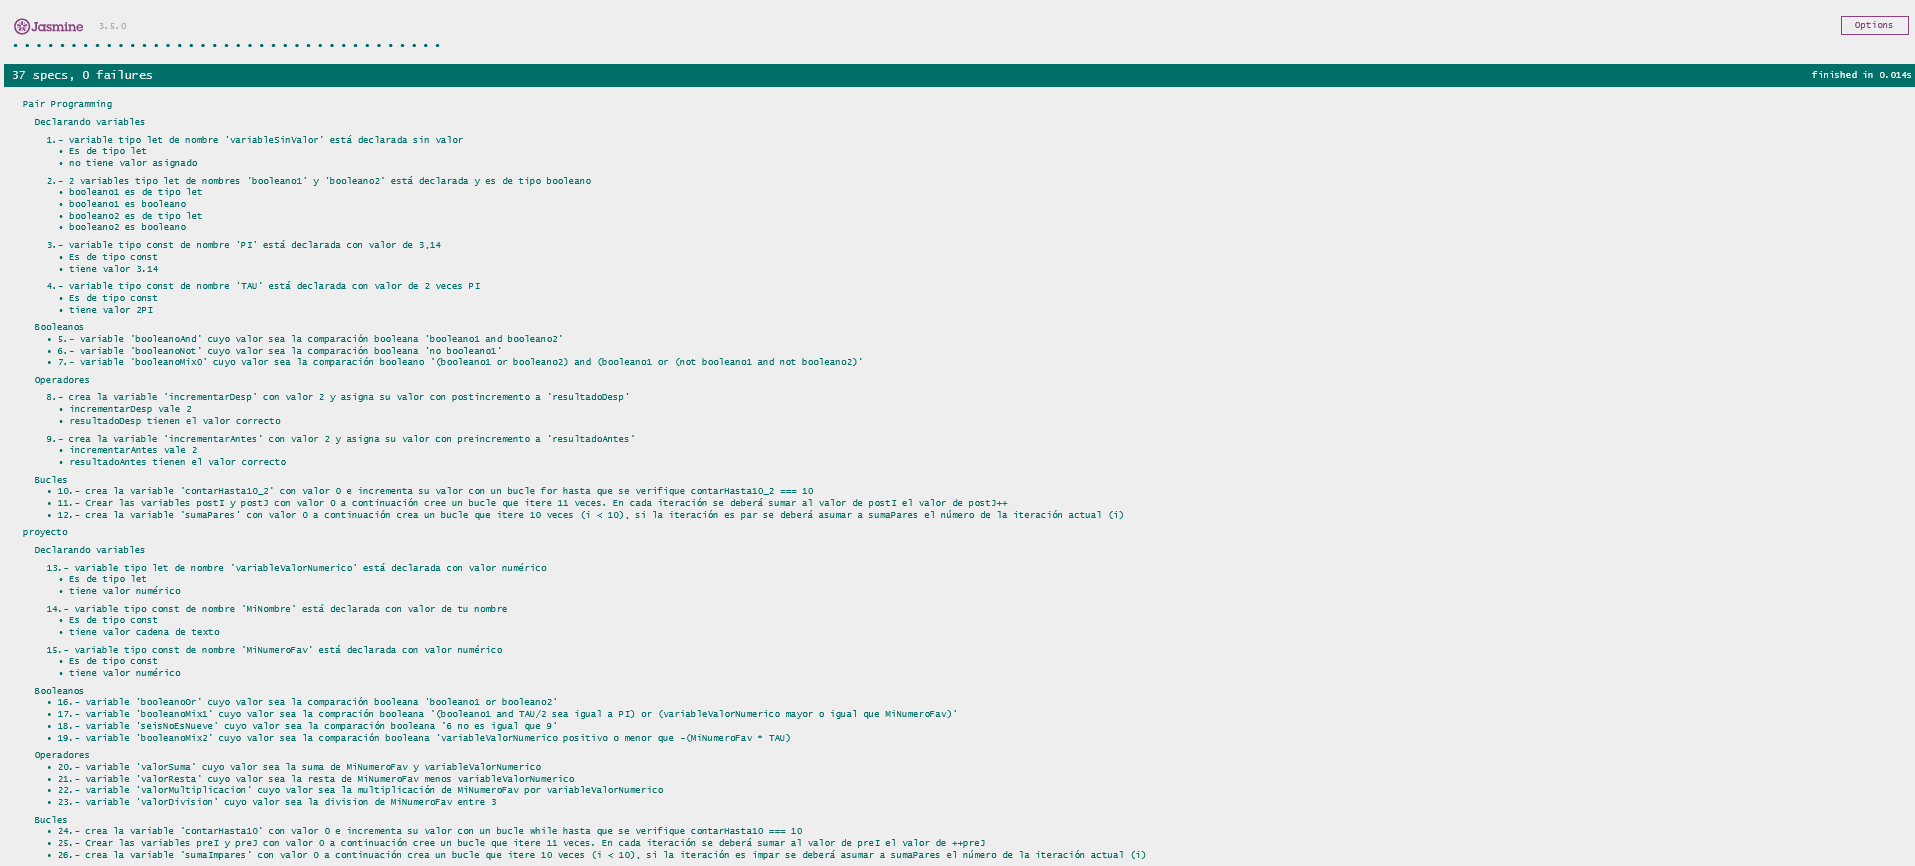 Jasmine 3.5.0
Options
37 specs, 0 failures
finished in 0.014s
Pair Programming
Declarando variables
1.- variable tipo let de nombre 'variableSinValor' está declarada sin valor
• Es de tipo let
• no tiene valor asignado
2.- 2 variables tipo let de nombres 'booleano1' y 'booleano2' está declarada y es de tipo booleano
• booleano1 es de tipo let
• booleano1 es booleano
• booleano2 es de tipo let
• booleano2 es booleano
3.- variable tipo const de nombre 'PI' está declarada con valor de 3.14
• Es de tipo const
• tiene valor 3.14
4.- variable tipo const de nombre 'TAU' está declarada con valor de 2 veces PI
• Es de tipo const
• tiene valor 2PI
Booleanos
• 5.- variable 'booleanoAnd' cuyo valor sea la comparación booleana 'booleano1 and booleano2'
• 6.- variable 'booleanoNot' cuyo valor sea la comparación booleana 'no booleano1'
• 7.- variable 'booleanoMix0' cuyo valor sea la comparación booleano '(booleano1 or booleano2) and (booleano1 or (not booleano1 and not booleano2)'
Operadores
8.- crea la variable 'incrementarDesp' con valor 2 y asigna su valor con postincremento a 'resultadoDesp'
• incrementarDesp vale 2
• resultadoDesp tienen el valor correcto
9.- crea la variable 'incrementarAntes' con valor 2 y asigna su valor con preincremento a 'resultadoAntes'
• incrementarAntes vale 2
• resultadoAntes tienen el valor correcto
Bucles
• 10.- crea la variable 'contarHasta10_2' con valor 0 e incrementa su valor con un bucle for hasta que se verifique contarHasta10_2 === 10
• 11.- Crear las variables postI y postJ con valor 0 a continuación cree un bucle que itere 11 veces. En cada iteración se deberá sumar al valor de postI el valor de postJ++
• 12.- crea la variable 'sumaPares' con valor 0 a continuación crea un bucle que itere 10 veces (i < 10), si la iteración es par se deberá asumar a sumaPares el número de la iteración actual (i)
proyecto
Declarando variables
13.- variable tipo let de nombre 'variableValorNumerico' está declarada con valor numérico
• Es de tipo let
• tiene valor numérico
14.- variable tipo const de nombre 'MiNombre' está declarada con valor de tu nombre
• Es de tipo const
• tiene valor cadena de texto
15.- variable tipo const de nombre 'MiNumeroFav' está declarada con valor numérico
• Es de tipo const
• tiene valor numérico
Booleanos
• 16.- variable 'booleanoOr' cuyo valor sea la comparación booleana 'booleano1 or booleano2'
• 17.- variable 'booleanoMix1' cuyo valor sea la compración booleana '(booleano1 and TAU/2 sea igual a PI) or (variableValorNumerico mayor o igual que MiNumeroFav)'
• 18.- variable 'seisNoEsNueve' cuyo valor sea la comparación booleana '6 no es igual que 9'
• 19.- variable 'booleanoMix2' cuyo valor sea la comparación booleana 'variableValorNumerico positivo o menor que -(MiNumeroFav * TAU)
Operadores
• 20.- variable 'valorSuma' cuyo valor sea la suma de MiNumeroFav y variableValorNumerico
• 21.- variable 'valorResta' cuyo valor sea la resta de MiNumeroFav menos variableValorNumerico
• 22.- variable 'valorMultiplicacion' cuyo valor sea la multiplicación de MiNumeroFav por variableValorNumerico
• 23.- variable 'valorDivision' cuyo valor sea la division de MiNumeroFav entre 3
Bucles
• 24.- crea la variable 'contarHasta10' con valor 0 e incrementa su valor con un bucle while hasta que se verifique contarHasta10 === 10
• 25.- Crear las variables preI y preJ con valor 0 a continuación cree un bucle que itere 11 veces. En cada iteración se deberá sumar al valor de preI el valor de ++preJ
• 26.- crea la variable 'sumaImpares' con valor 0 a continuación crea un bucle que itere 10 veces (i < 10), si la iteración es impar se deberá asumar a sumaPares el número de la iteración actual (i)